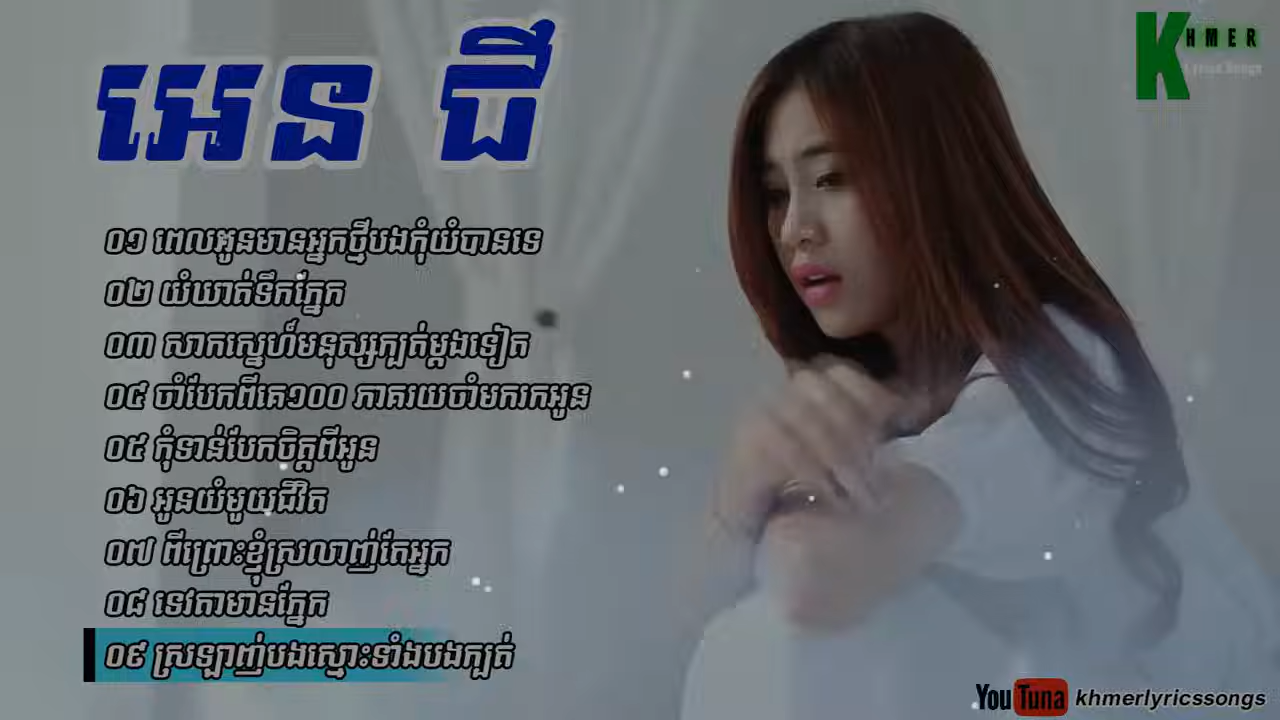 អេន ជី
KHMER
Lyrics Songs
០១ ពេលអូនមានអ្នកថ្មីបងកុំយំបានទេ
០២ យំឃាត់ទឹកភ្នែក
០៣ សាកស្នេហ៍មនុស្សក្បត់ម្ដងទៀត
០៤ ចាំបែកពីគេ១០០ ភាគរយចាំមករកអូន
០៥ កុំទាន់បែកចិត្តពីអូន
០៦ អូនយំមួយជីវិត
០៧ ពីព្រោះខ្ញុំស្រលាញ់តែអ្នក
០៨ ទេវតាមានភ្នែក
០៩ ស្រឡាញ់បងស្មោះទាំងបងក្បត់
YouTuna khmerlyricssongs